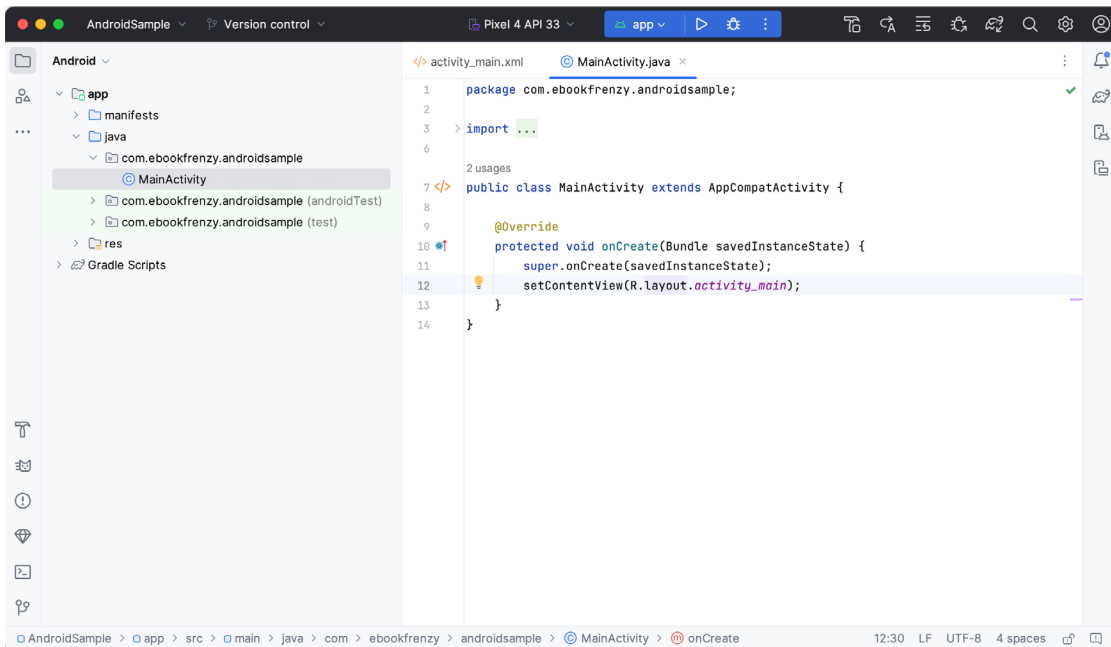 AndroidSample Version control Pixel 4 API 33 app
Android
app
manifests
java
com.ebookfrenzy.androidsample
MainActivity
com.ebookfrenzy.androidsample (androidTest)
com.ebookfrenzy.androidsample (test)
res
Gradle Scripts
activity_main.xml MainActivity.java
1 package com.ebookfrenzy.androidsample;
2
3 import ...
6
2 usages
7 public class MainActivity extends AppCompatActivity {
8
9 @Override
10 protected void onCreate(Bundle savedInstanceState) {
11 super.onCreate(savedInstanceState);
12 setContentView(R.layout.activity_main);
13 }
14 }
AndroidSample > app > src > main > java > com > ebookfrenzy > androidsample > MainActivity > onCreate 12:30 LF UTF-8 4 spaces